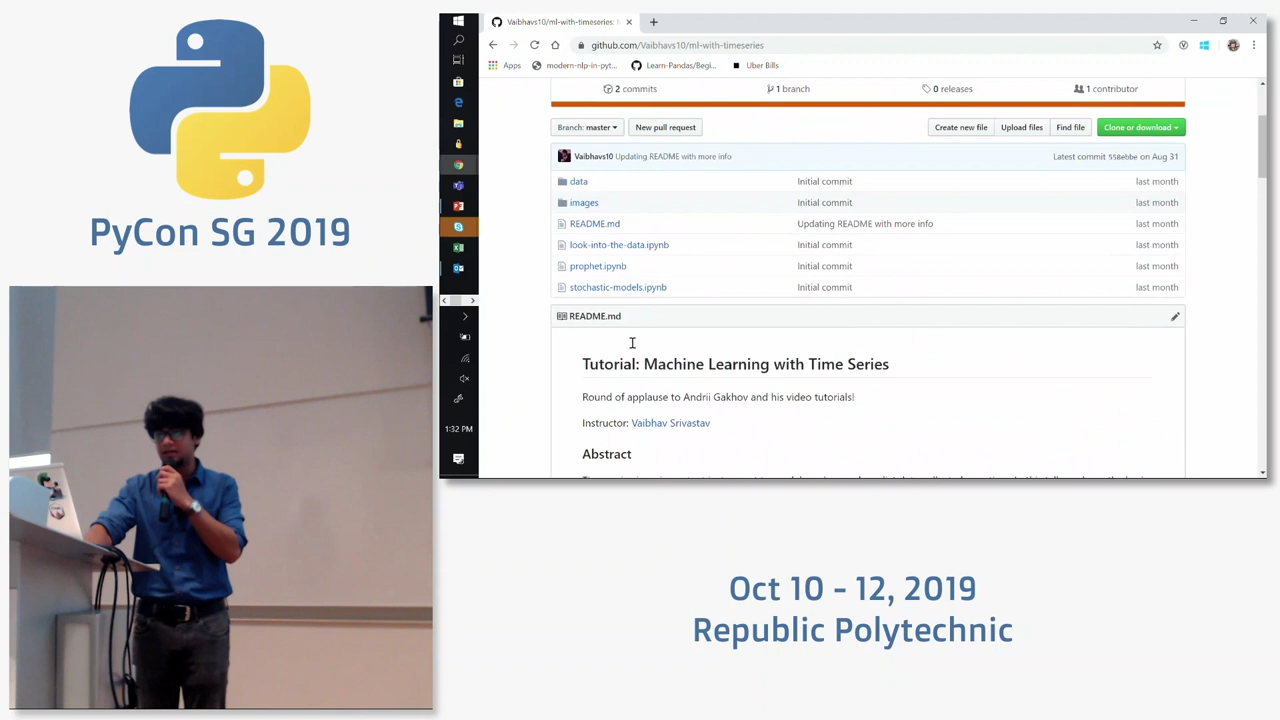 PyCon SG 2019
Vaibhavs10/ml-with-timeseries:
github.com/Vaibhavs10/ml-with-timeseries
Apps
modern-nlp-in-pyt...
Learn-Pandas/Begi...
Uber Bills
2 commits
1 branch
0 releases
1 contributor
Branch: master
New pull request
Create new file
Upload files
Find file
Clone or download
Vaibhavs10 Updating README with more info
Latest commit 558ebbe on Aug 31
data Initial commit last month
images Initial commit last month
README.md Updating README with more info last month
look-into-the-data.ipynb Initial commit last month
prophet.ipynb Initial commit last month
stochastic-models.ipynb Initial commit last month
README.md
Tutorial: Machine Learning with Time Series
Round of applause to Andrii Gakhov and his video tutorials!
Instructor: Vaibhav Srivastav
Abstract
1:32 PM
Oct 10 - 12, 2019
Republic Polytechnic